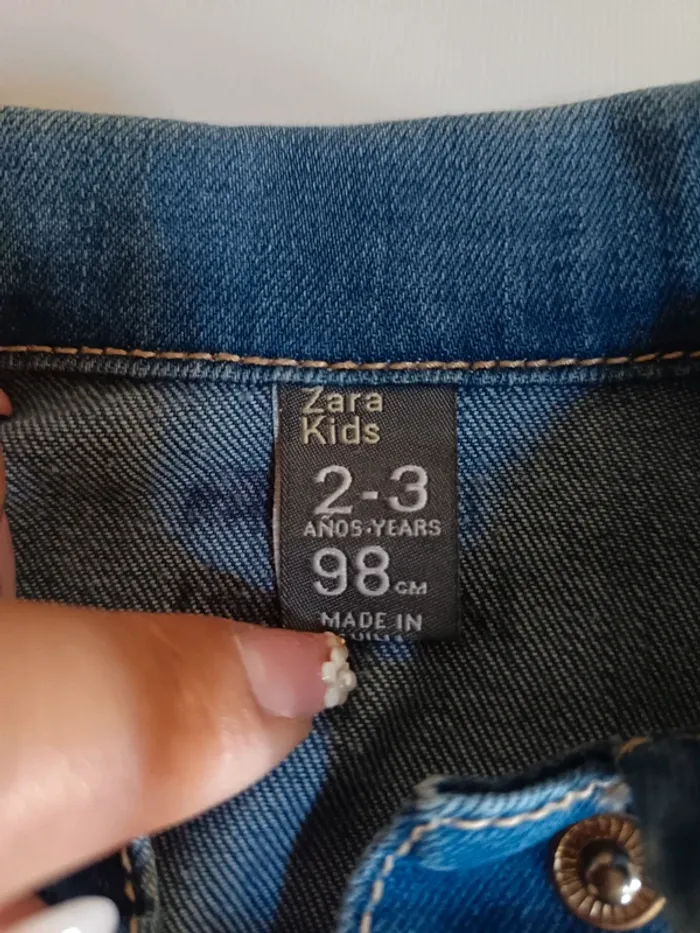 Zara
Kids
2-3
AÑOS·YEARS
98 CM
MADE IN